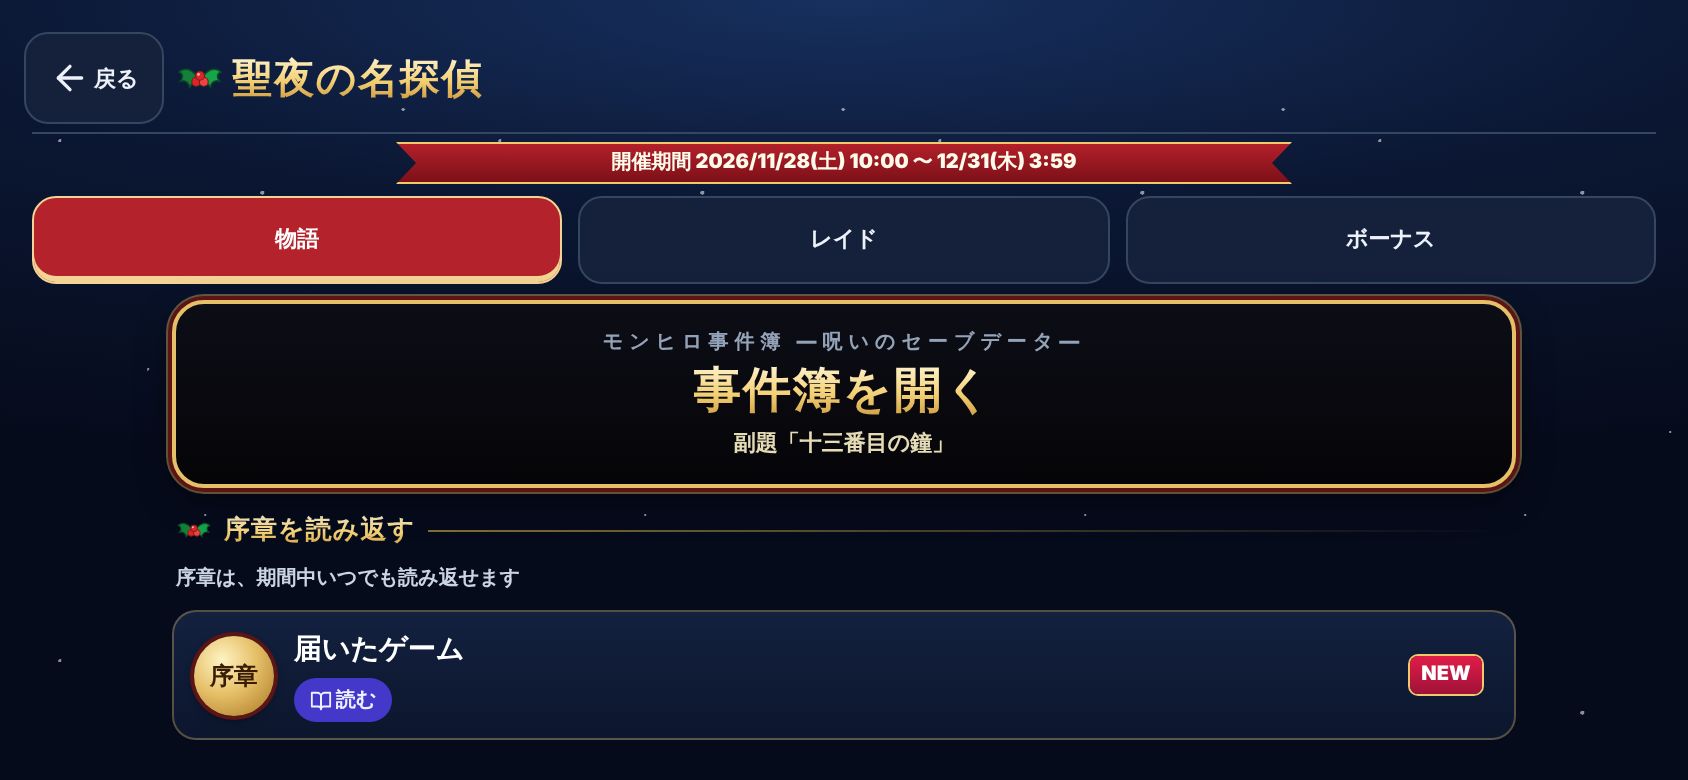 戻る
聖夜の名探偵
開催期間 2026/11/28(土) 10:00 〜 12/31(木) 3:59
物語
レイド
ボーナス
モンヒロ事件簿 ―呪いのセーブデータ―
事件簿を開く
副題「十三番目の鐘」
序章を読み返す
序章は、期間中いつでも読み返せます
序章
届いたゲーム
読む
NEW